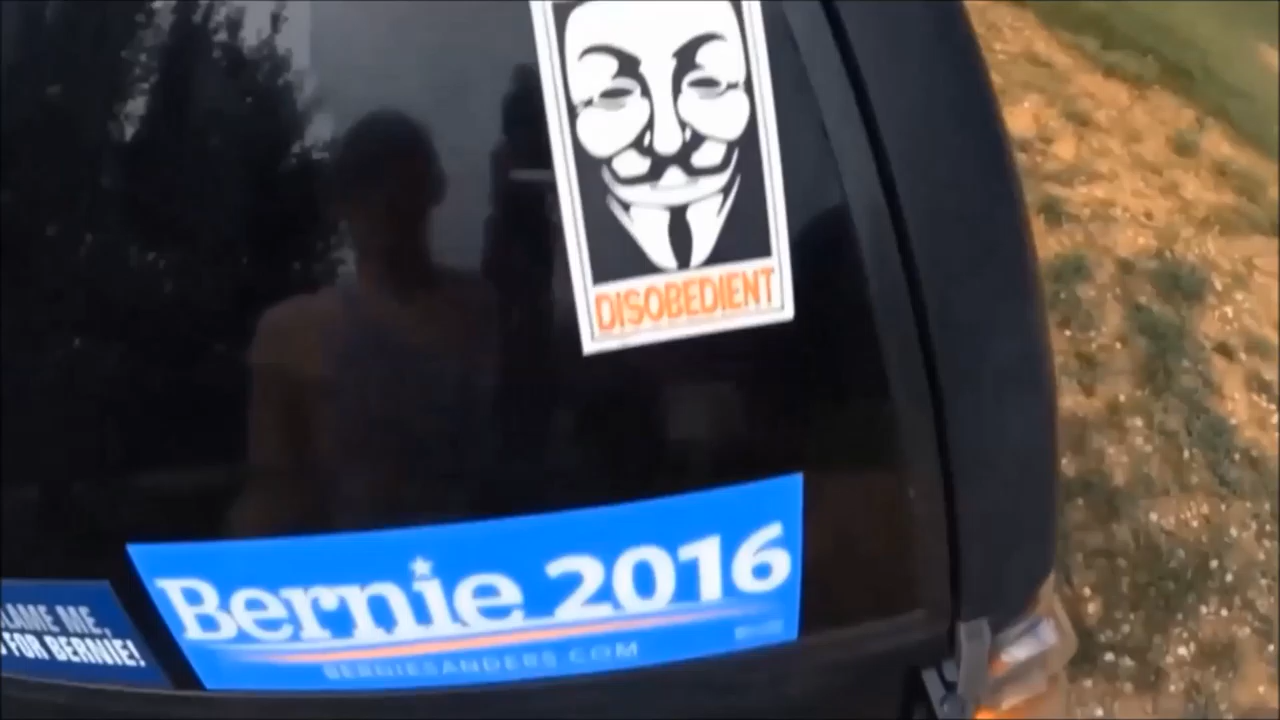 DISOBEDIENT
Bernie 2016
BERNIESANDERS.COM
LAME ME,
FOR BERNIE!